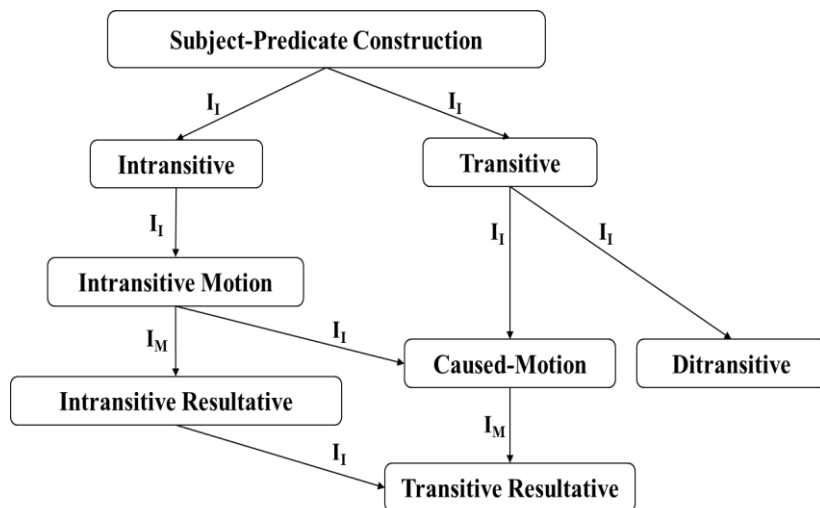 Subject-Predicate Construction
I_I
I_I
Intransitive
Transitive
I_I
I_I
I_I
Intransitive Motion
I_M
I_I
Caused-Motion
Ditransitive
Intransitive Resultative
I_M
I_I
Transitive Resultative